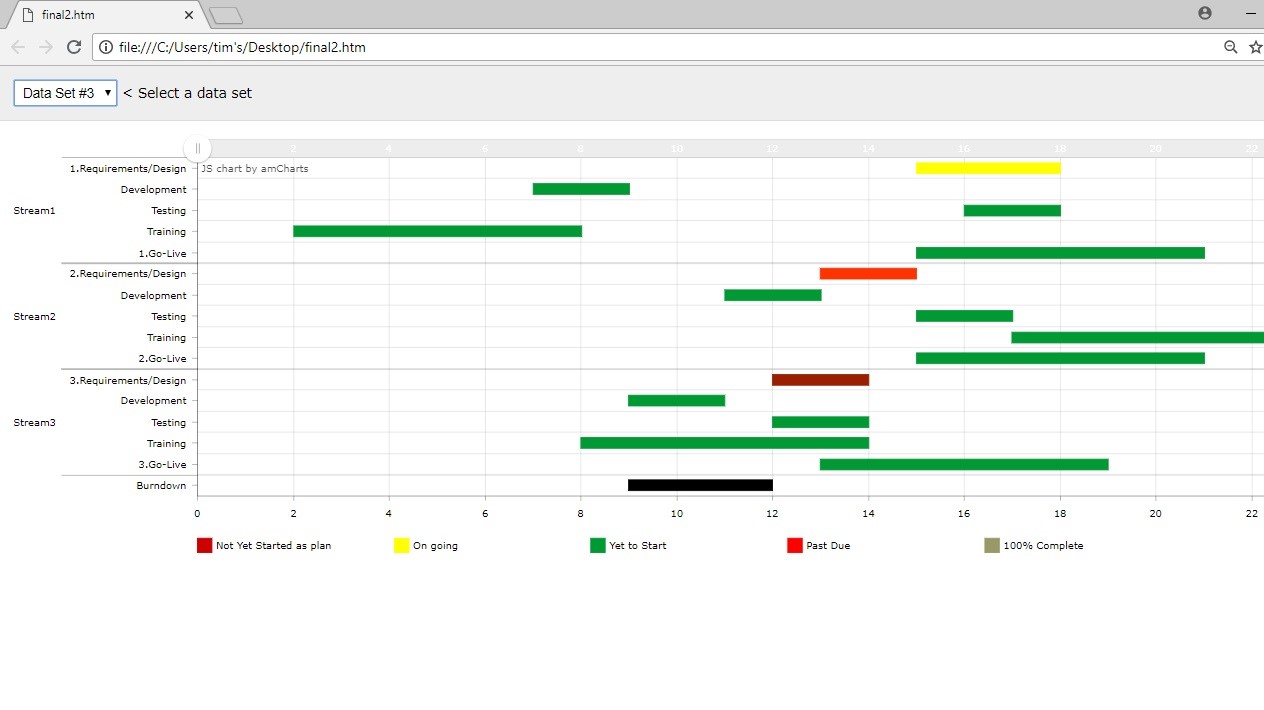 final2.htm
file:///C:/Users/tim's/Desktop/final2.htm
Data Set #3 < Select a data set
2 4 6 8 10 12 14 16 18 20 22
1.Requirements/Design JS chart by amCharts
Development
Stream1 Testing
Training
1.Go-Live
2.Requirements/Design
Development
Stream2 Testing
Training
2.Go-Live
3.Requirements/Design
Development
Stream3 Testing
Training
3.Go-Live
Burndown
0 2 4 6 8 10 12 14 16 18 20 22
Not Yet Started as plan On going Yet to Start Past Due 100% Complete